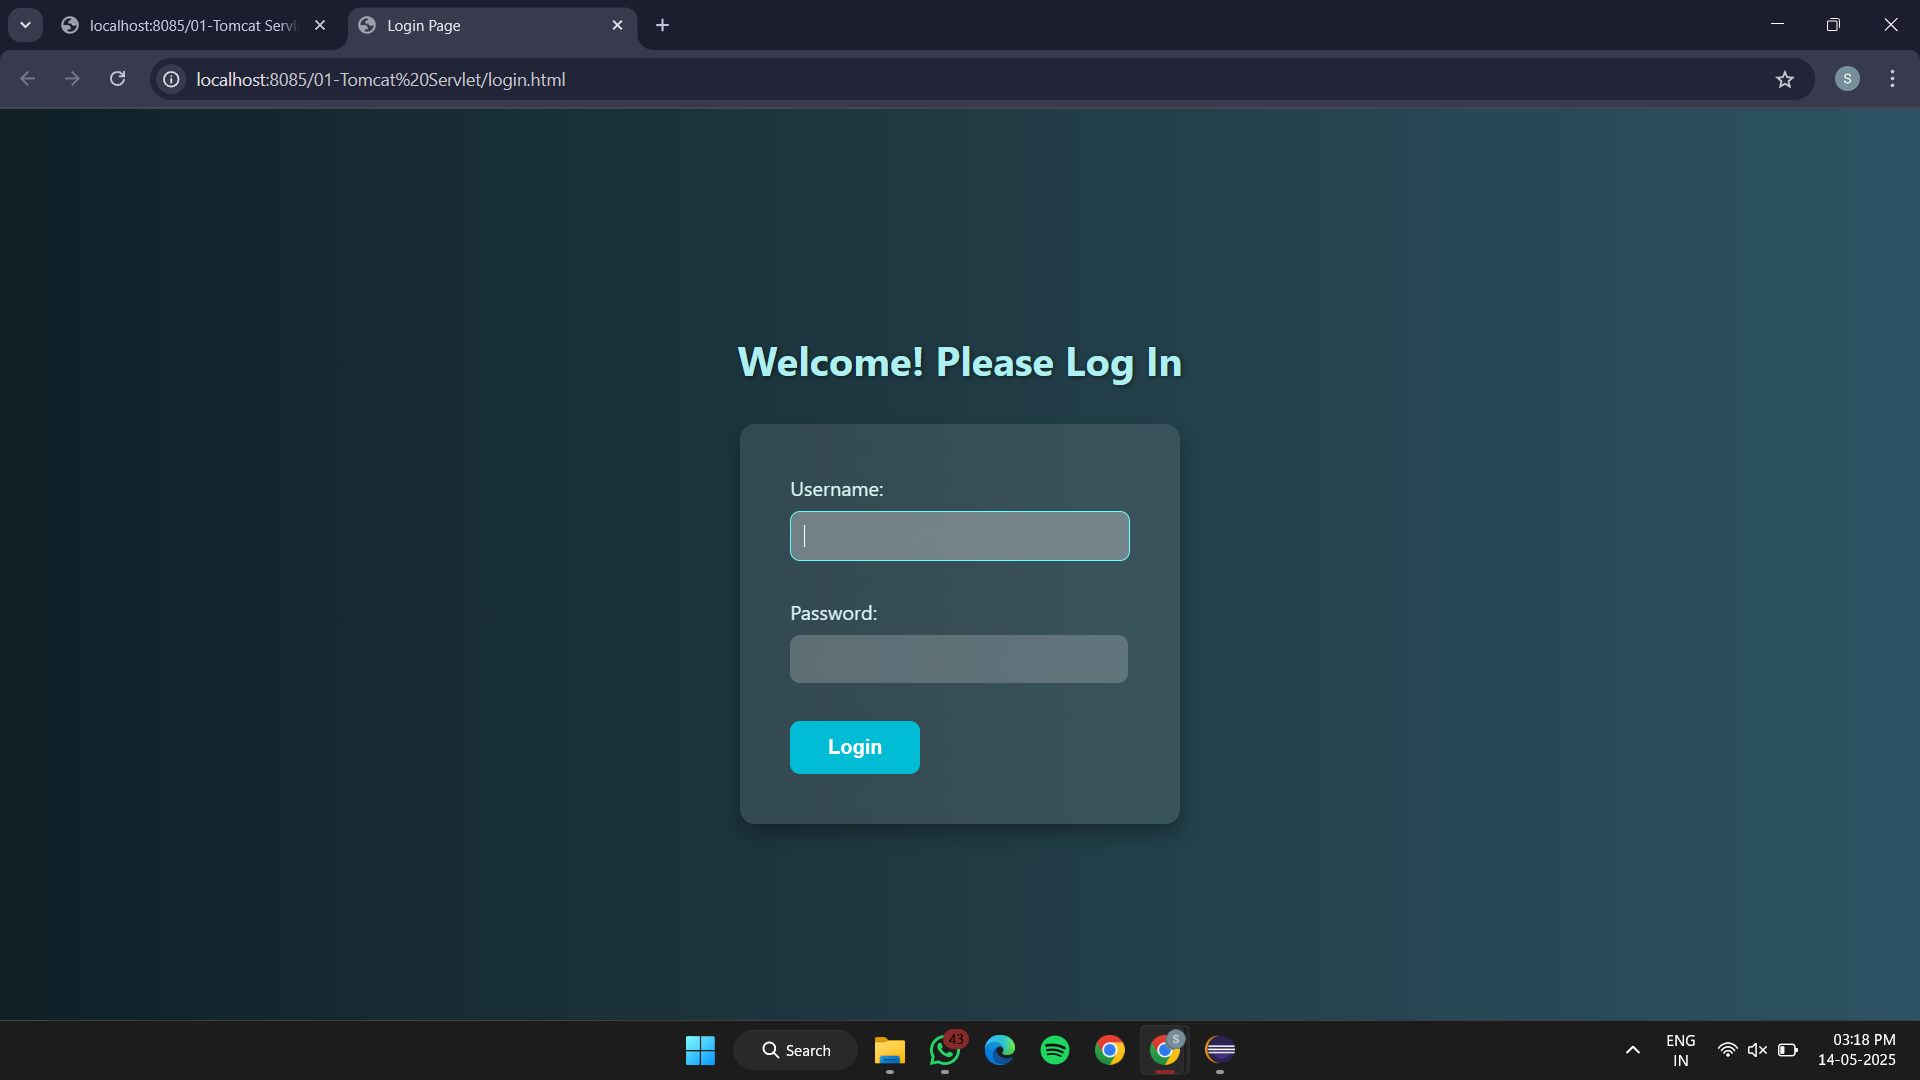 localhost:8085/01-Tomcat Servl
Login Page
localhost:8085/01-Tomcat%20Servlet/login.html
S
Welcome! Please Log In
Username:
Password:
Login
Search
43
S
ENG
IN
03:18 PM
14-05-2025